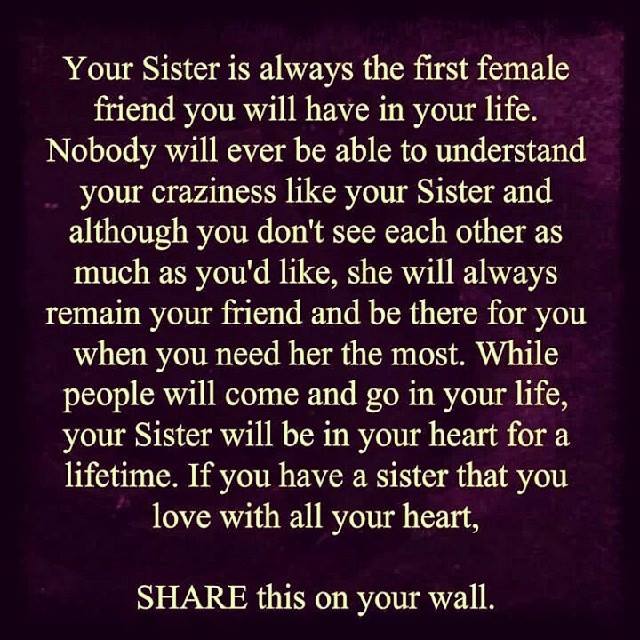 Your Sister is always the first female
friend you will have in your life.
Nobody will ever be able to understand
your craziness like your Sister and
although you don't see each other as
much as you'd like, she will always
remain your friend and be there for you
when you need her the most. While
people will come and go in your life,
your Sister will be in your heart for a
lifetime. If you have a sister that you
love with all your heart,
SHARE this on your wall.